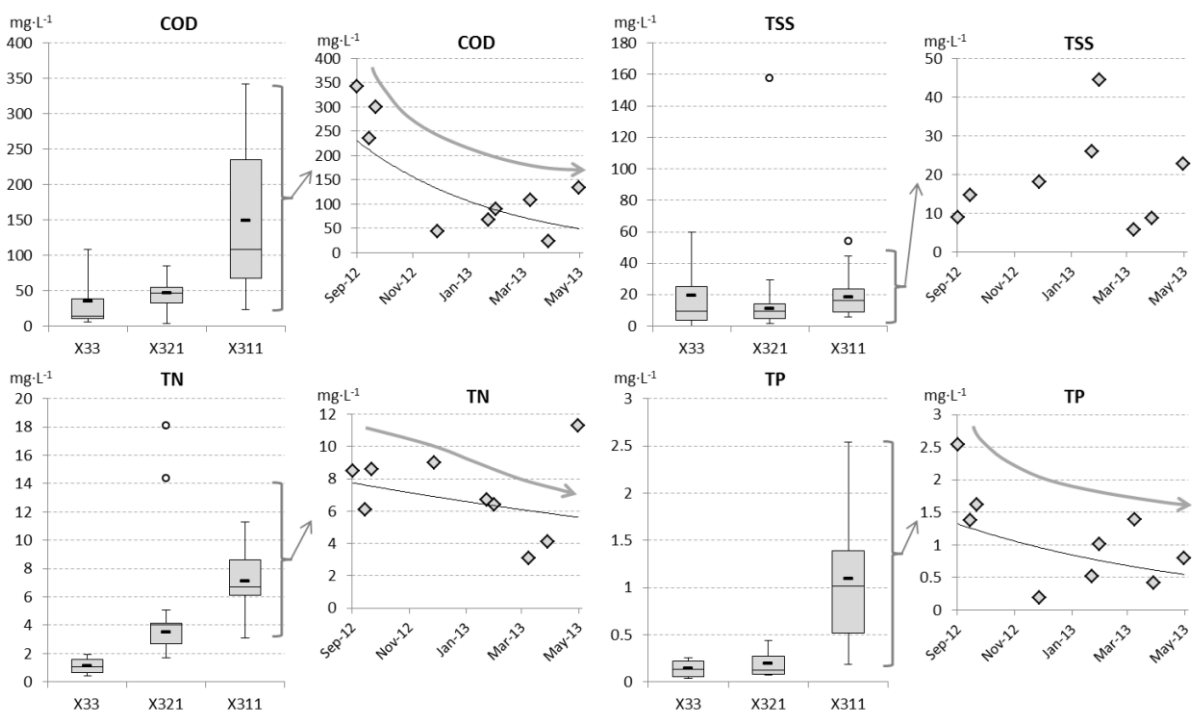 mg·L⁻¹
COD
400
350
300
250
200
150
100
50
0
X33 X321 X311
mg·L⁻¹
COD
400
350
300
250
200
150
100
50
0
Sep-12 Nov-12 Jan-13 Mar-13 May-13
mg·L⁻¹
TSS
180
160
140
120
100
80
60
40
20
0
X33 X321 X311
mg·L⁻¹
TSS
50
40
30
20
10
0
Sep-12 Nov-12 Jan-13 Mar-13 May-13
mg·L⁻¹
TN
20
18
16
14
12
10
8
6
4
2
0
X33 X321 X311
mg·L⁻¹
TN
12
10
8
6
4
2
0
Sep-12 Nov-12 Jan-13 Mar-13 May-13
mg·L⁻¹
TP
3
2.5
2
1.5
1
0.5
0
X33 X321 X311
mg·L⁻¹
TP
3
2.5
2
1.5
1
0.5
0
Sep-12 Nov-12 Jan-13 Mar-13 May-13